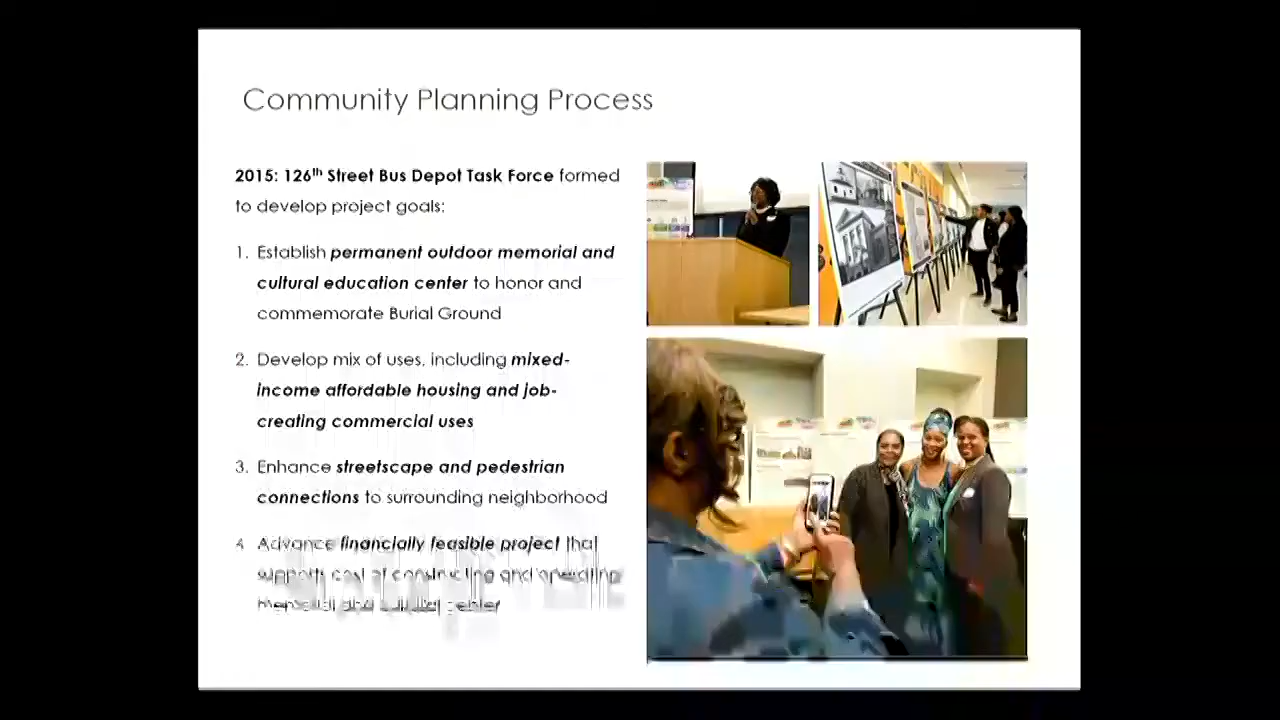 Community Planning Process
2015: 126th Street Bus Depot Task Force formed
to develop project goals:
1. Establish permanent outdoor memorial and
cultural education center to honor and
commemorate Burial Ground
2. Develop mix of uses, including mixed-
income affordable housing and job-
creating commercial uses
3. Enhance streetscape and pedestrian
connections to surrounding neighborhood
4 Advance financially feasible project that
supports cost of constructing and operating
memorial and cultural center